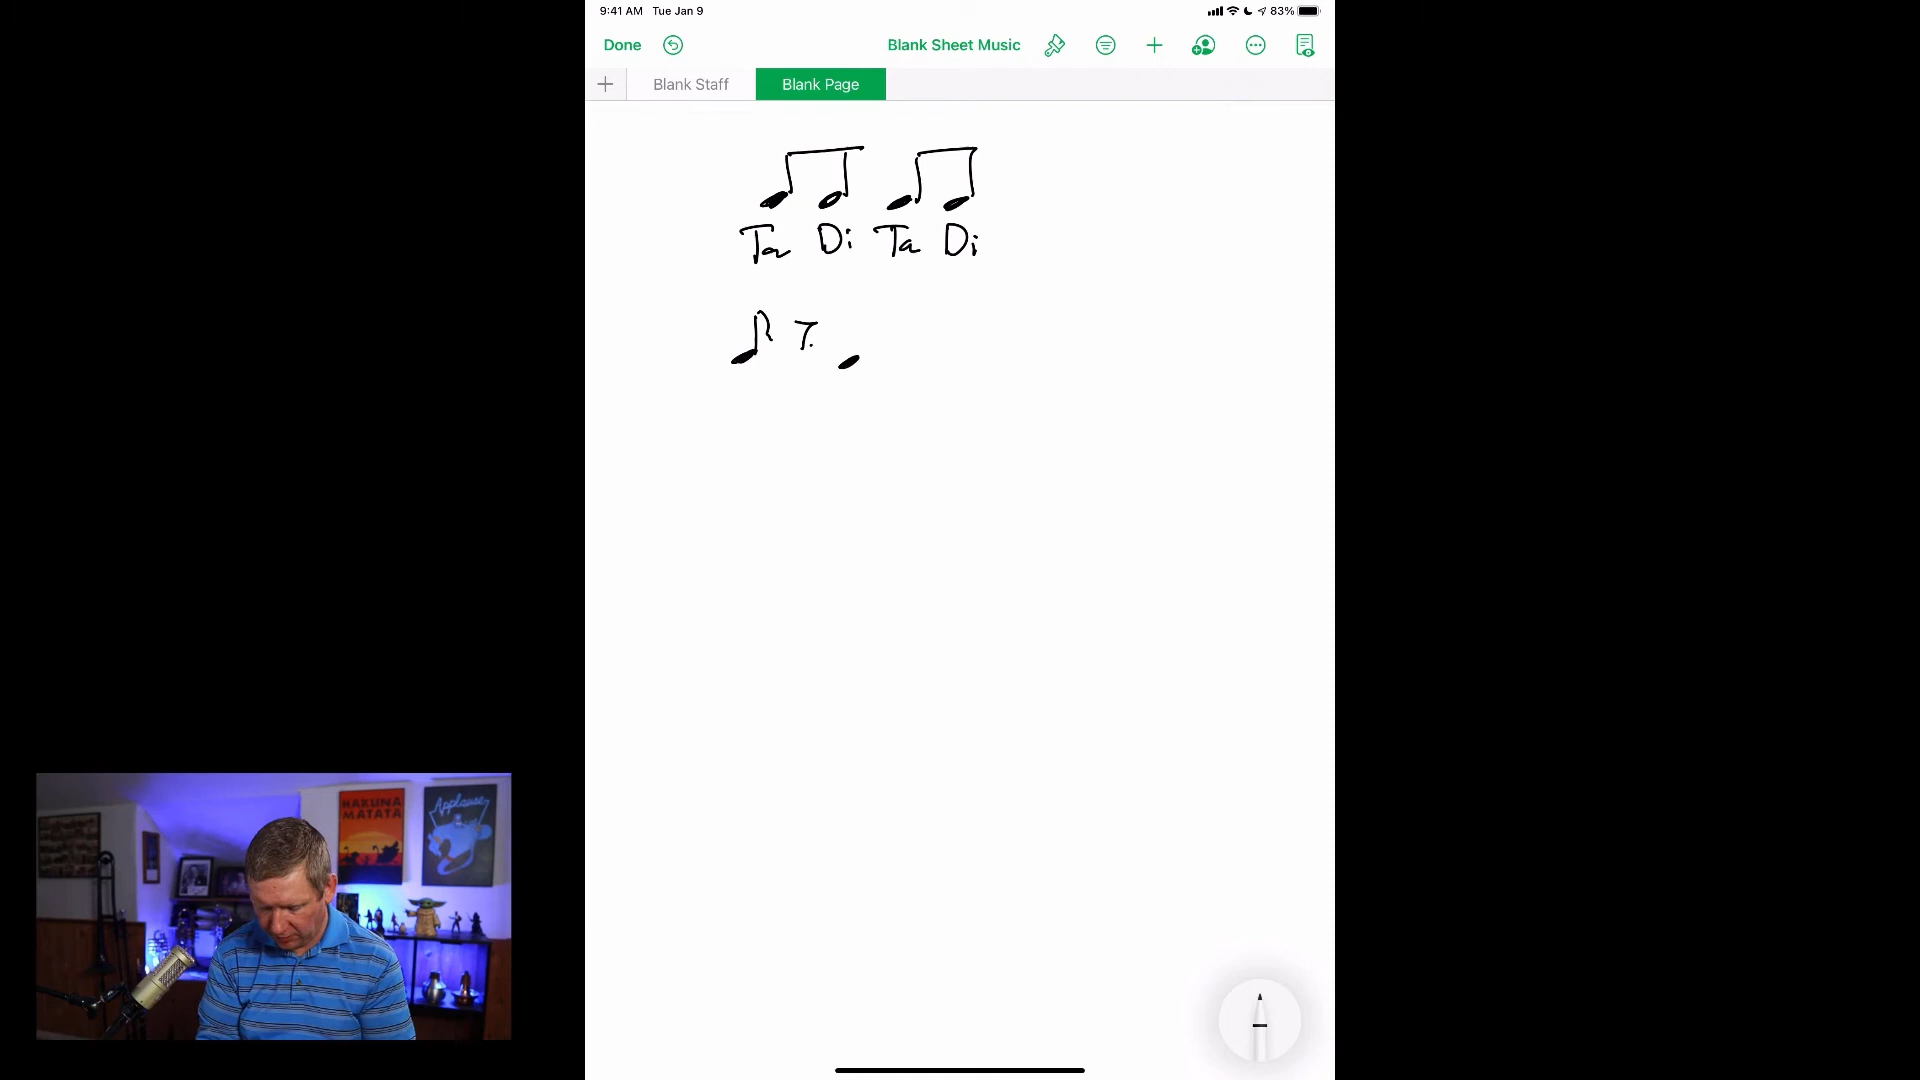 9:41 AM Tue Jan 9 83%
Done Blank Sheet Music
Blank Staff Blank Page
Ta Di Ta Di
HAKUNA
MATATA
Applause